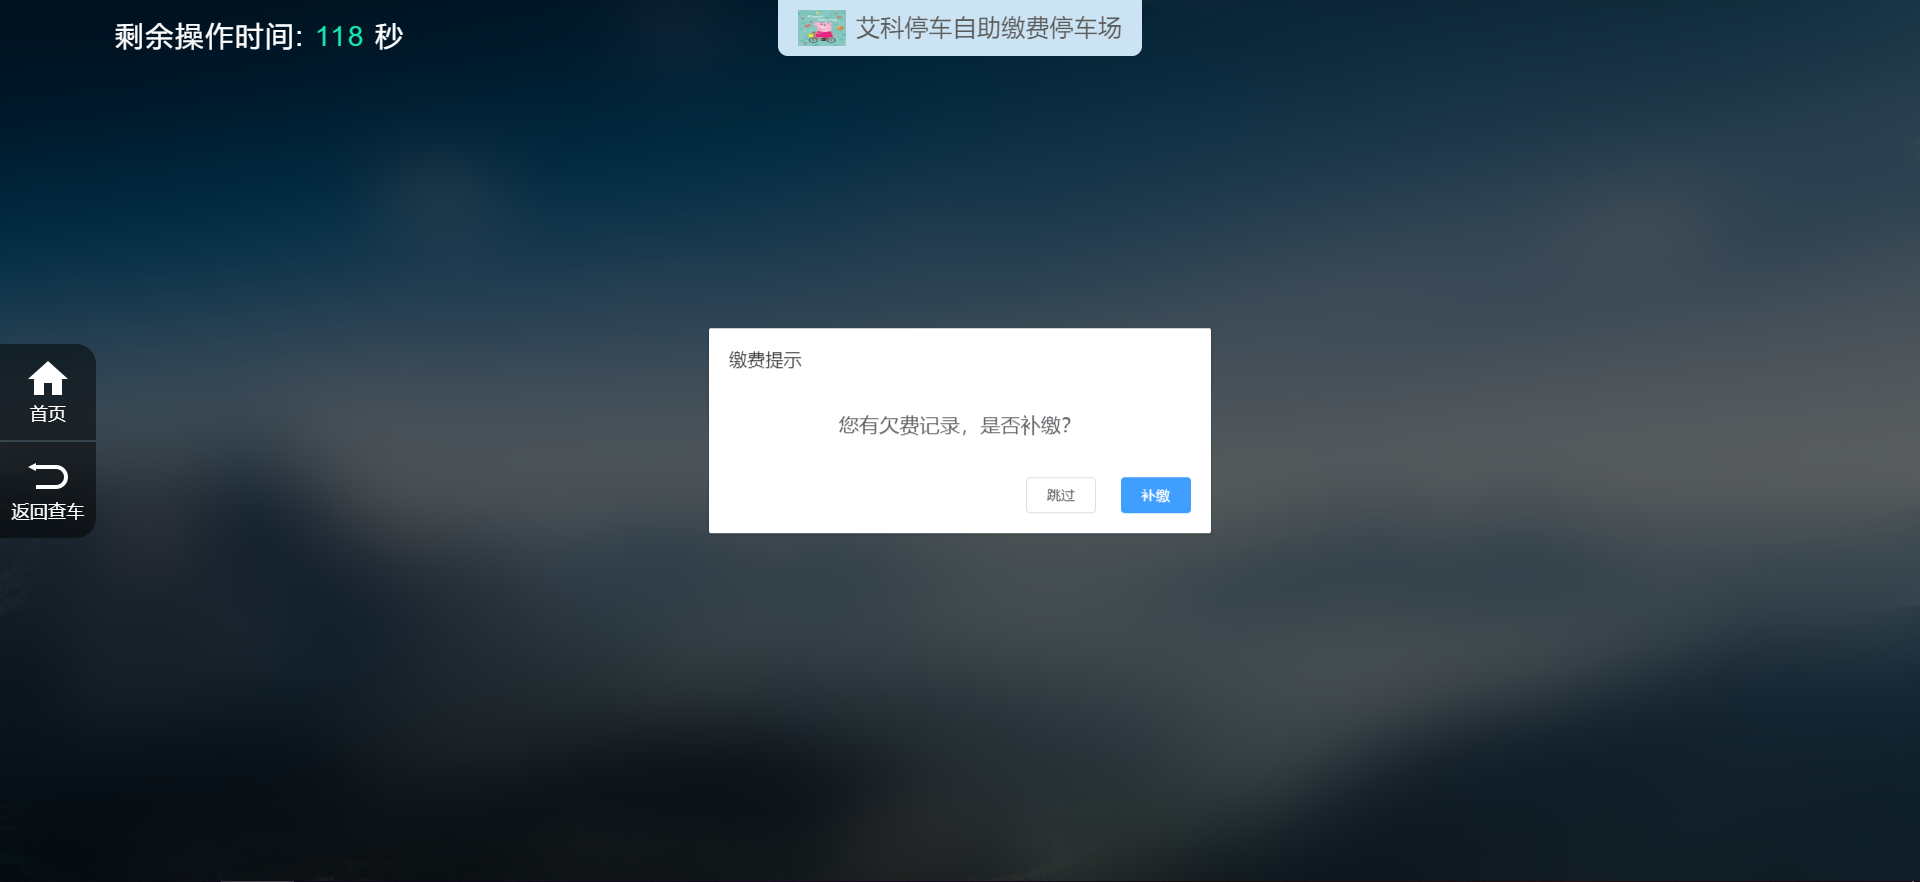 剩余操作时间: 118 秒
艾科停车自助缴费停车场
缴费提示
您有欠费记录，是否补缴?
跳过 补缴
首页
返回查车